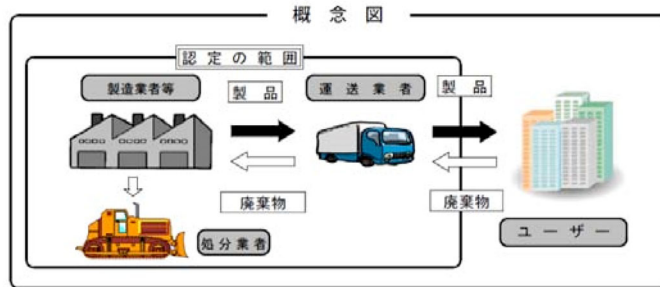 概念図
認定の範囲
製造業者等
製品
運送業者
製品
廃棄物
廃棄物
処分業者
ユーザー